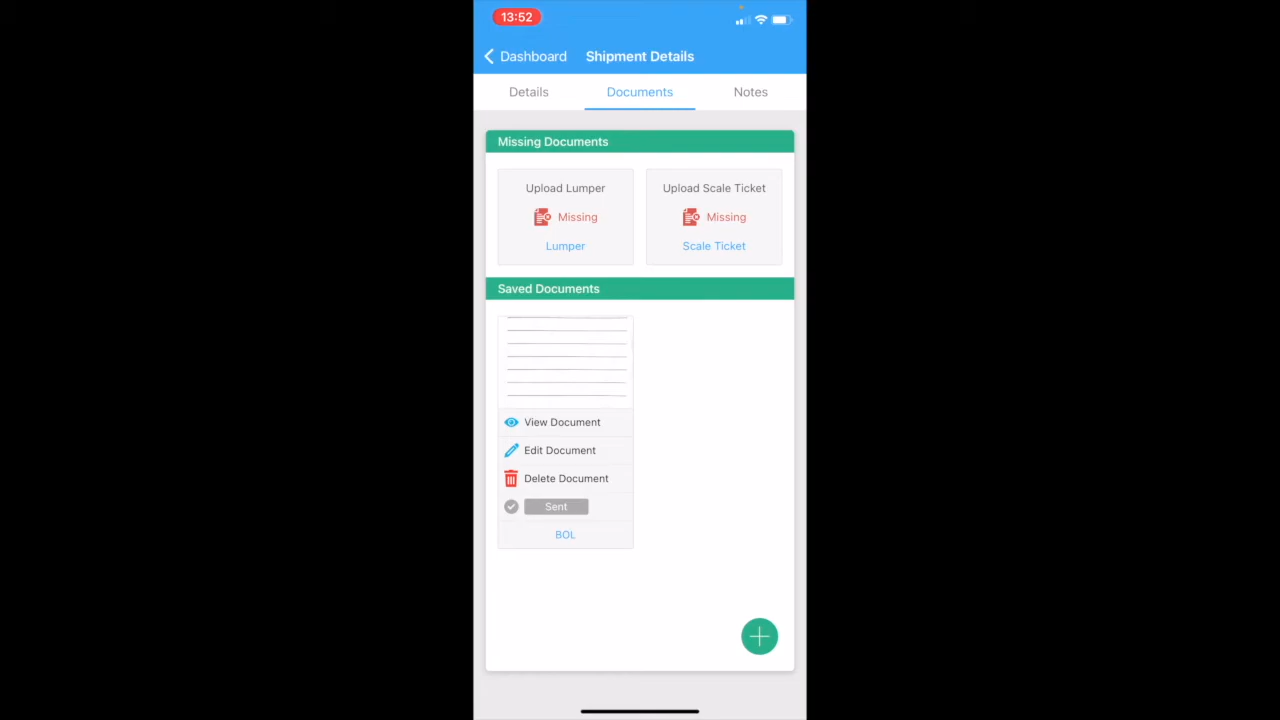 13:52
Dashboard
Shipment Details
Details
Documents
Notes
Missing Documents
Upload Lumper
Missing
Lumper
Upload Scale Ticket
Missing
Scale Ticket
Saved Documents
View Document
Edit Document
Delete Document
Sent
BOL